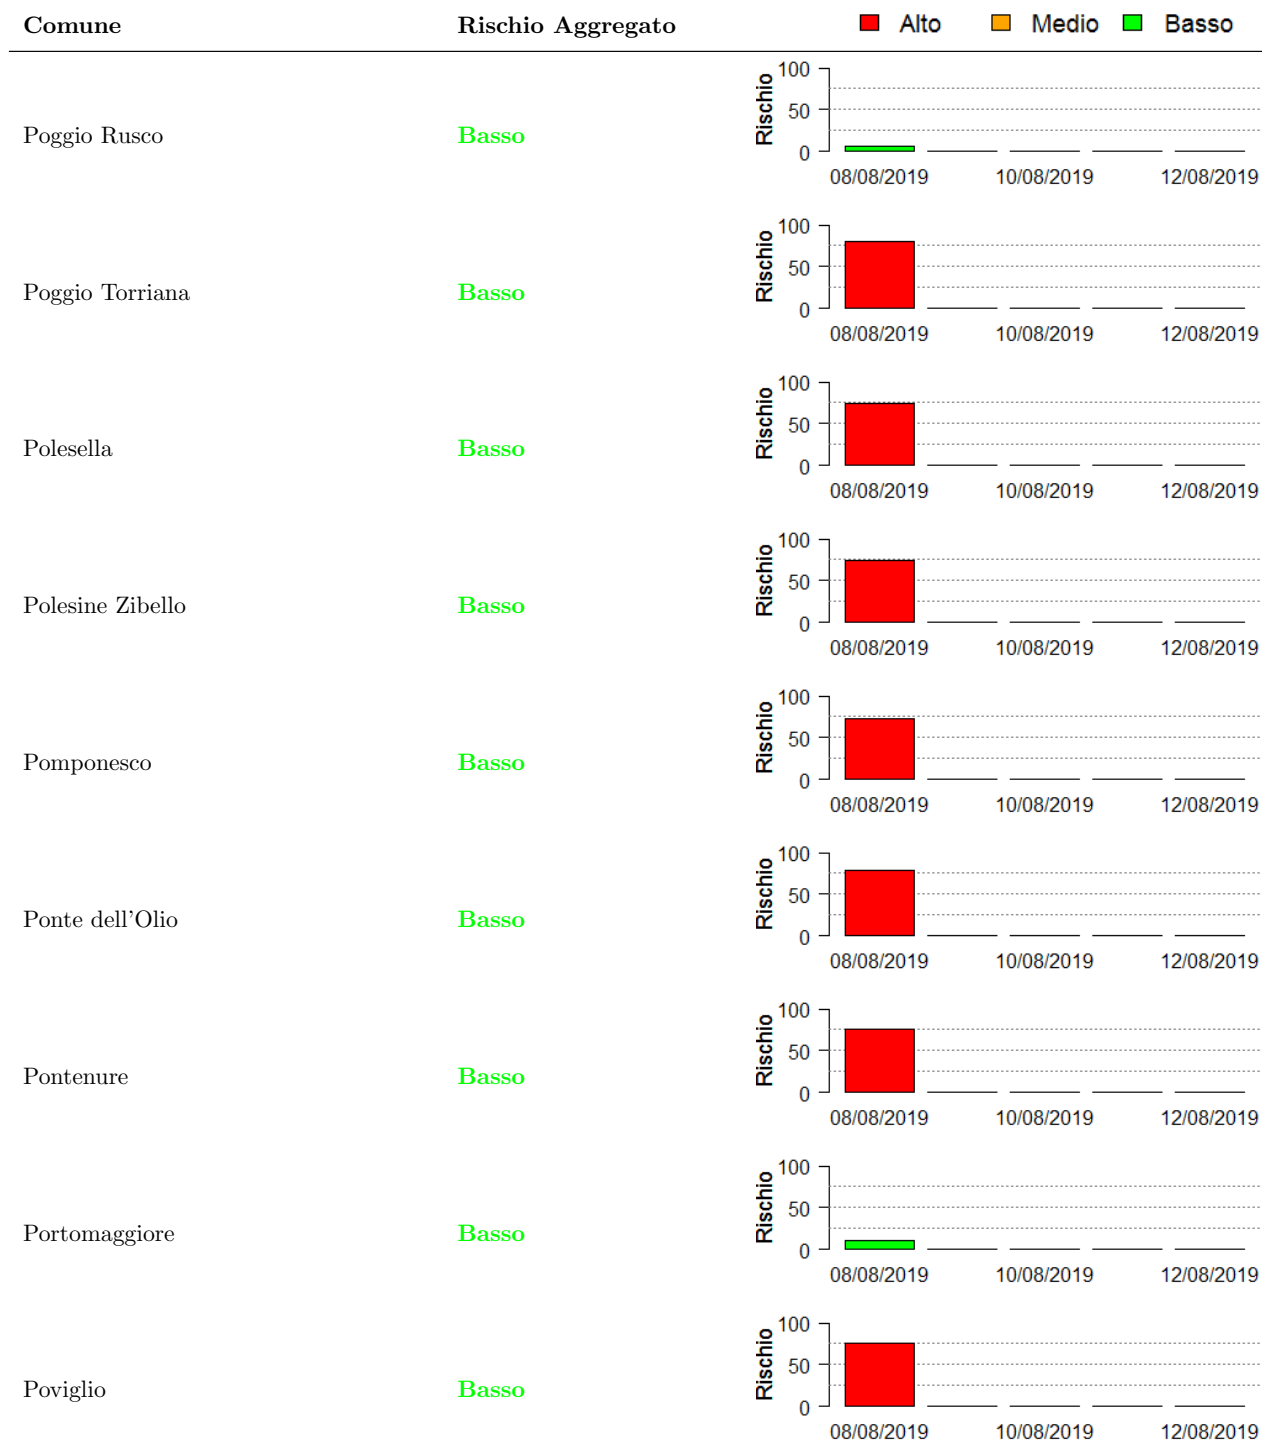 Comune Rischio Aggregato Alto Medio Basso
100
50
0
Rischio
Poggio Rusco Basso
08/08/2019 10/08/2019 12/08/2019
100
50
0
Rischio
Poggio Torriana Basso
08/08/2019 10/08/2019 12/08/2019
100
50
0
Rischio
Polesella Basso
08/08/2019 10/08/2019 12/08/2019
100
50
0
Rischio
Polesine Zibello Basso
08/08/2019 10/08/2019 12/08/2019
100
50
0
Rischio
Pomponesco Basso
08/08/2019 10/08/2019 12/08/2019
100
50
0
Rischio
Ponte dell'Olio Basso
08/08/2019 10/08/2019 12/08/2019
100
50
0
Rischio
Pontenure Basso
08/08/2019 10/08/2019 12/08/2019
100
50
0
Rischio
Portomaggiore Basso
08/08/2019 10/08/2019 12/08/2019
100
50
0
Rischio
Poviglio Basso
08/08/2019 10/08/2019 12/08/2019